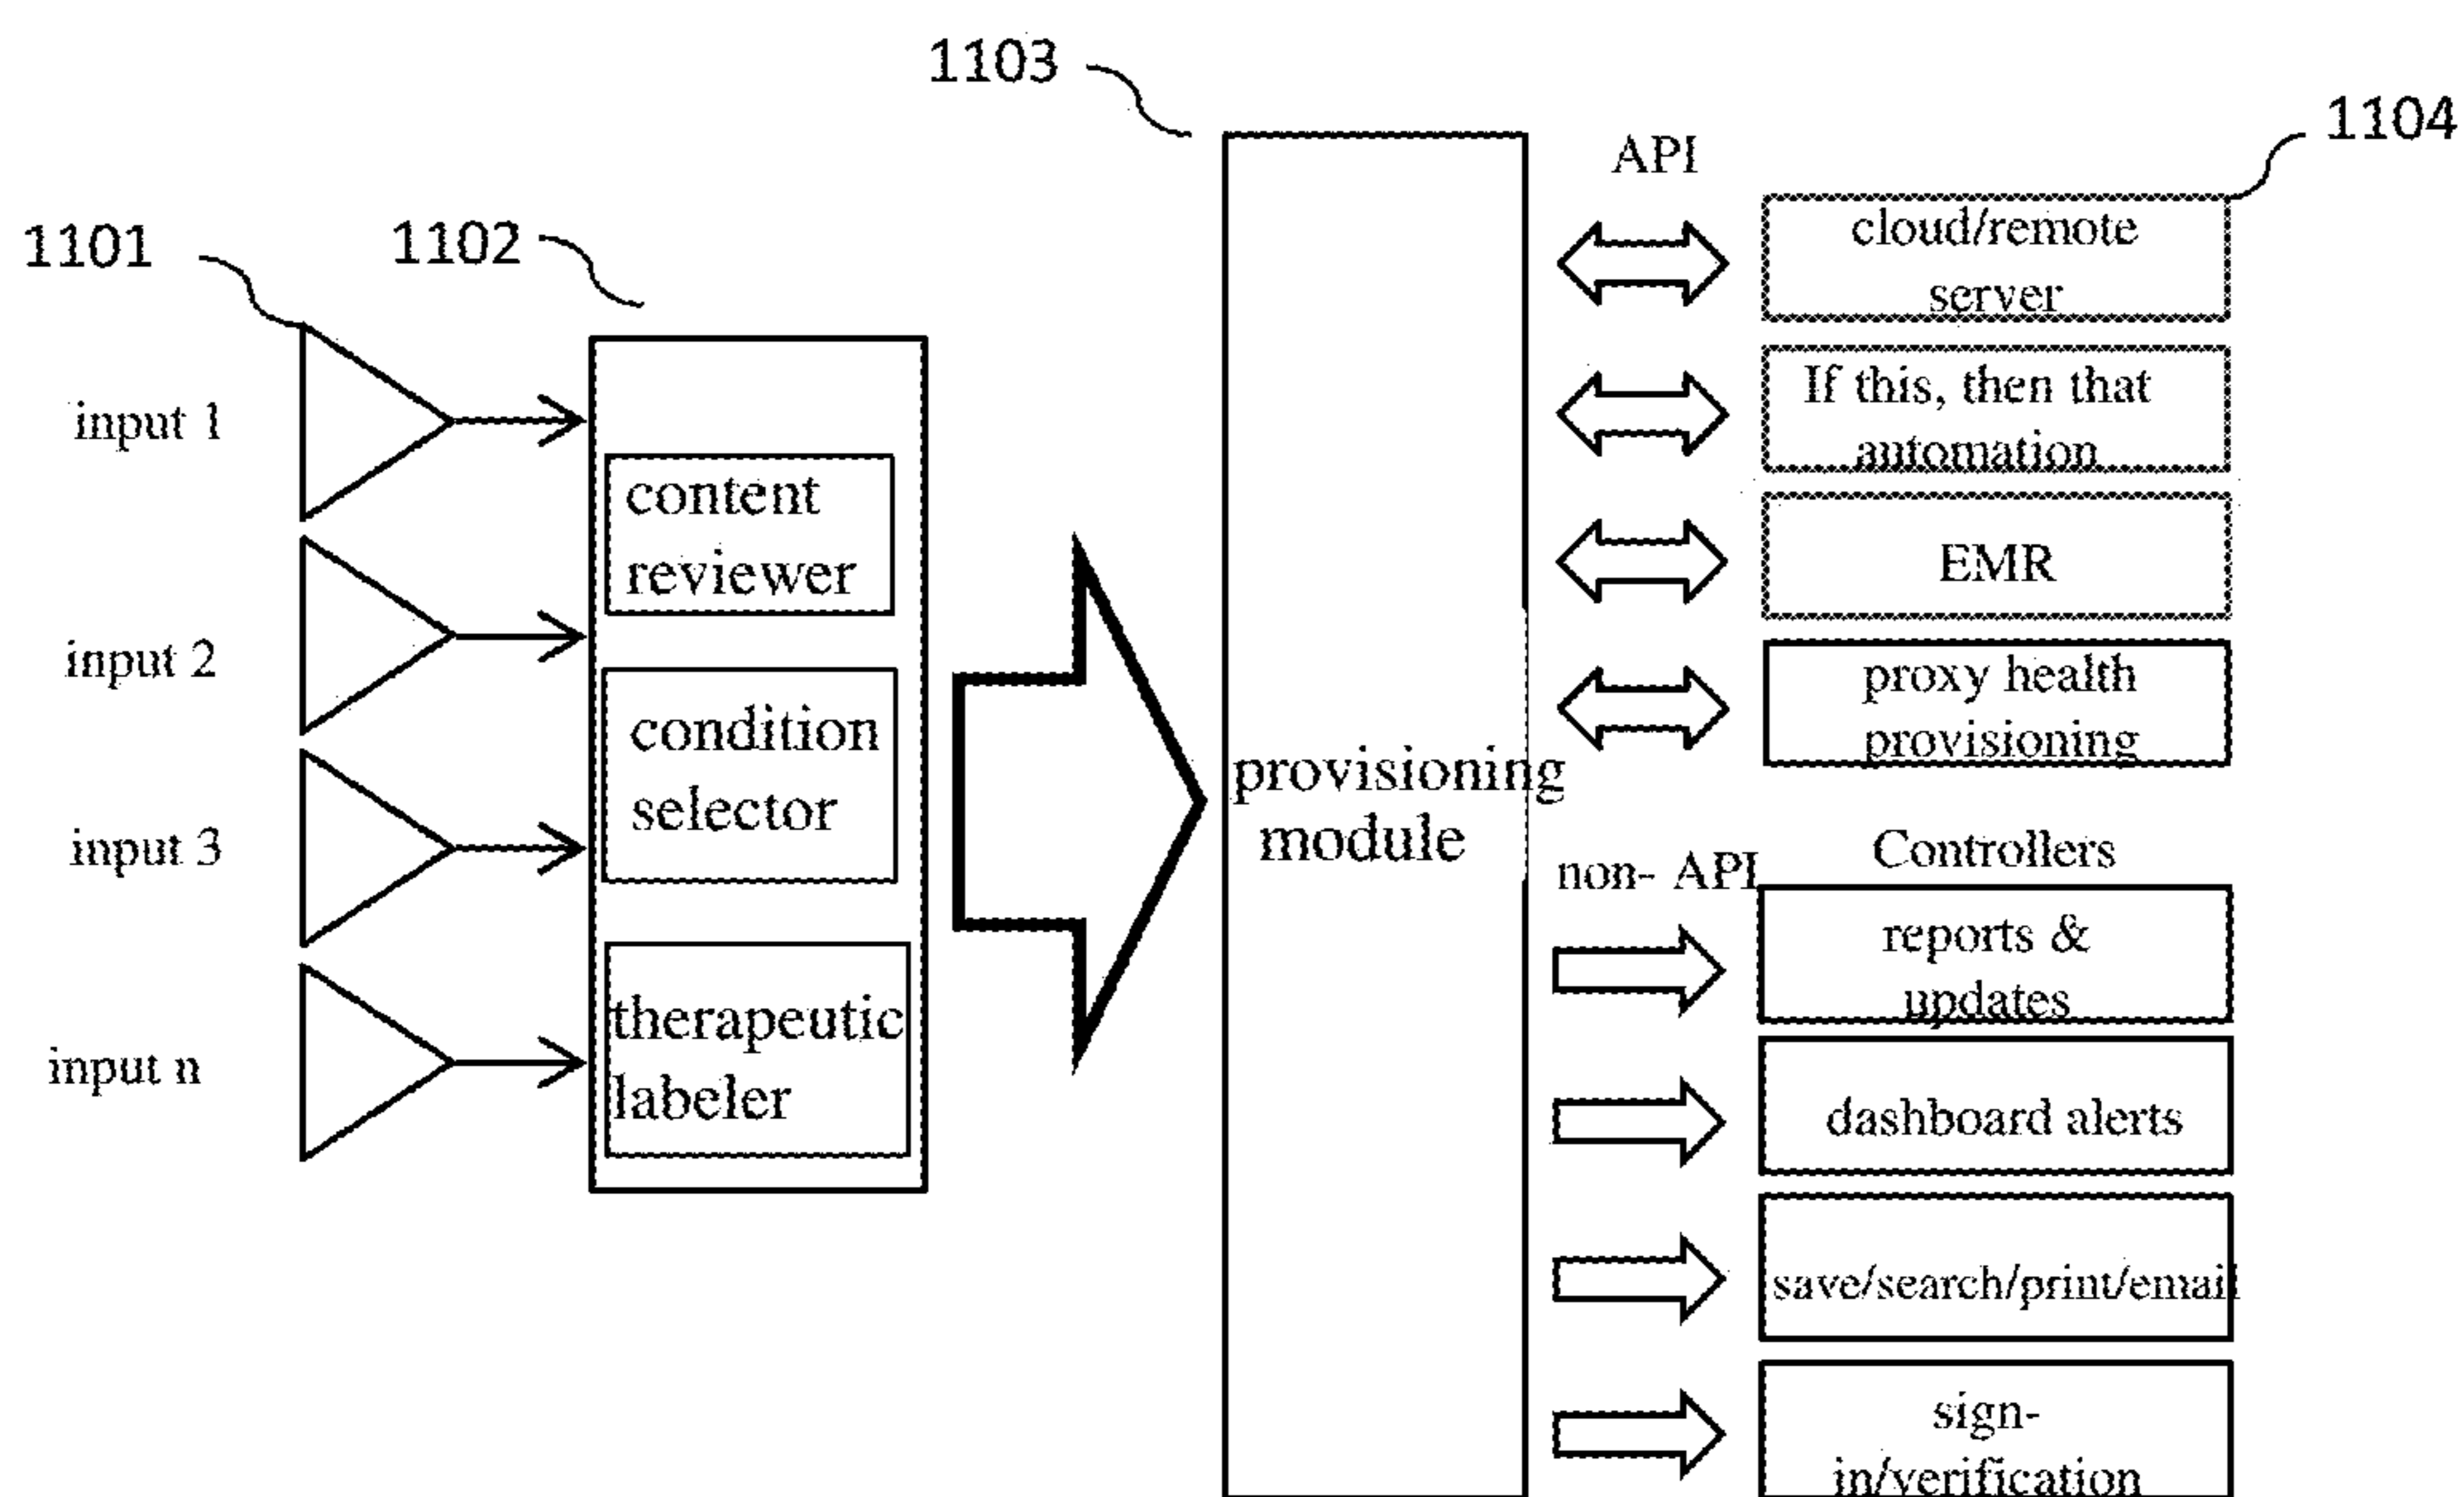 1103
1104
API
1101
1102
cloud/remote
server
input 1
If this, then that
automation
content
reviewer
EMR
input 2
proxy health
provisioning
condition
selector
provisioning
module
input 3
non- API
Controllers
reports &
updates
therapeutic
labeler
input n
dashboard alerts
save/search/print/email
sign-
in/verification